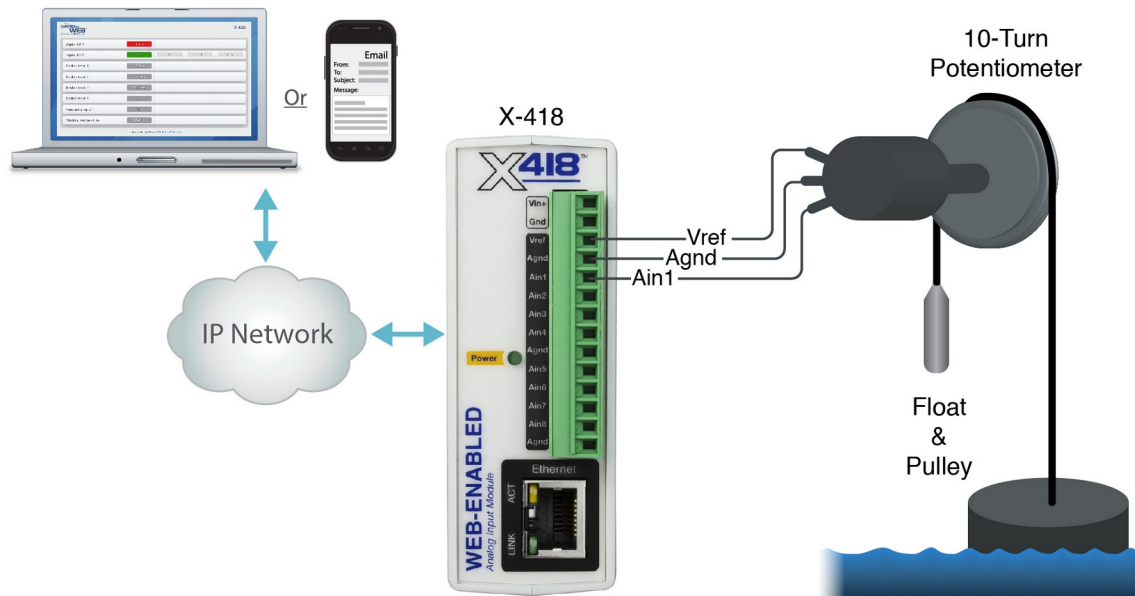 X-418
Or
Email
From:
To:
Subject:
Message:
IP Network
X-418
X418™
Vin+
Gnd
Vref
Agnd
Ain1
Ain2
Ain3
Ain4
Agnd
Ain5
Ain6
Ain7
Ain8
Agnd
Power
WEB-ENABLED
Analog Input Module
Ethernet
ACT
LINK
Vref
Agnd
Ain1
10-Turn
Potentiometer
Float
&
Pulley